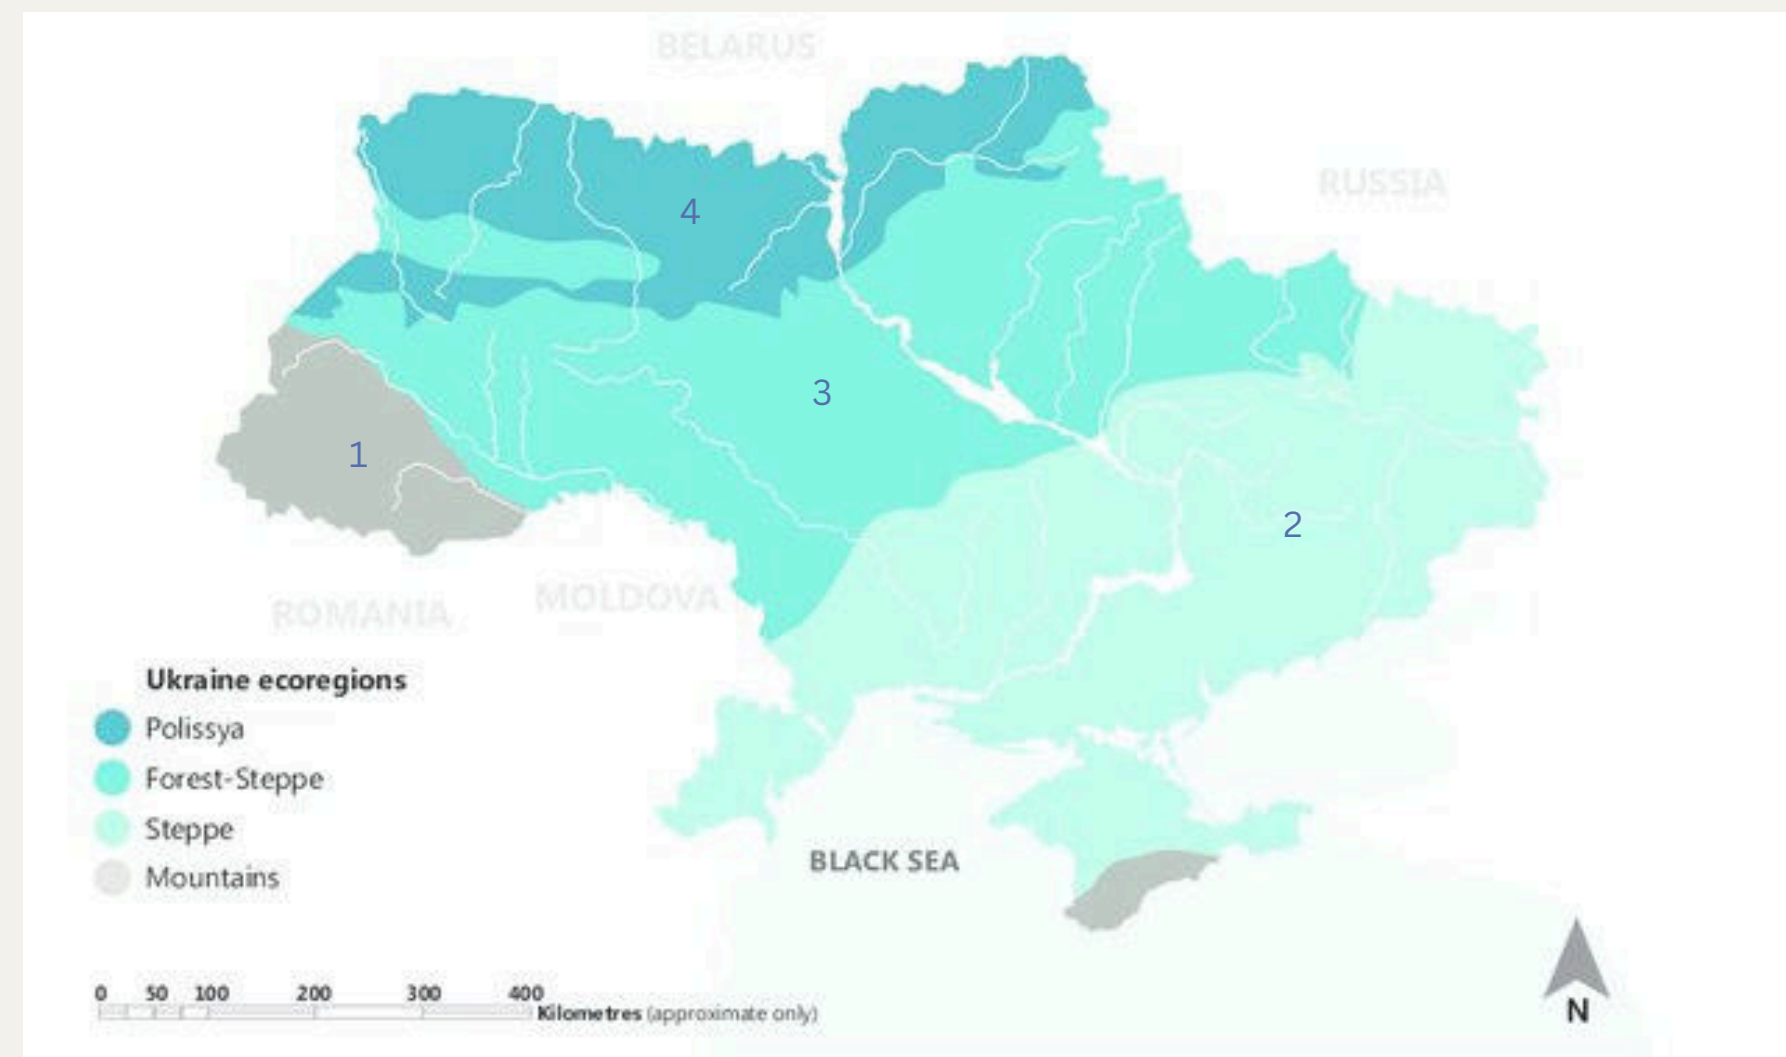 BELARUS
RUSSIA
4
3
1
2
ROMANIA
MOLDOVA
Ukraine ecoregions
Polissya
Forest-Steppe
Steppe
Mountains
BLACK SEA
0 50 100 200 300 400
Kilometres (approximate only)
N